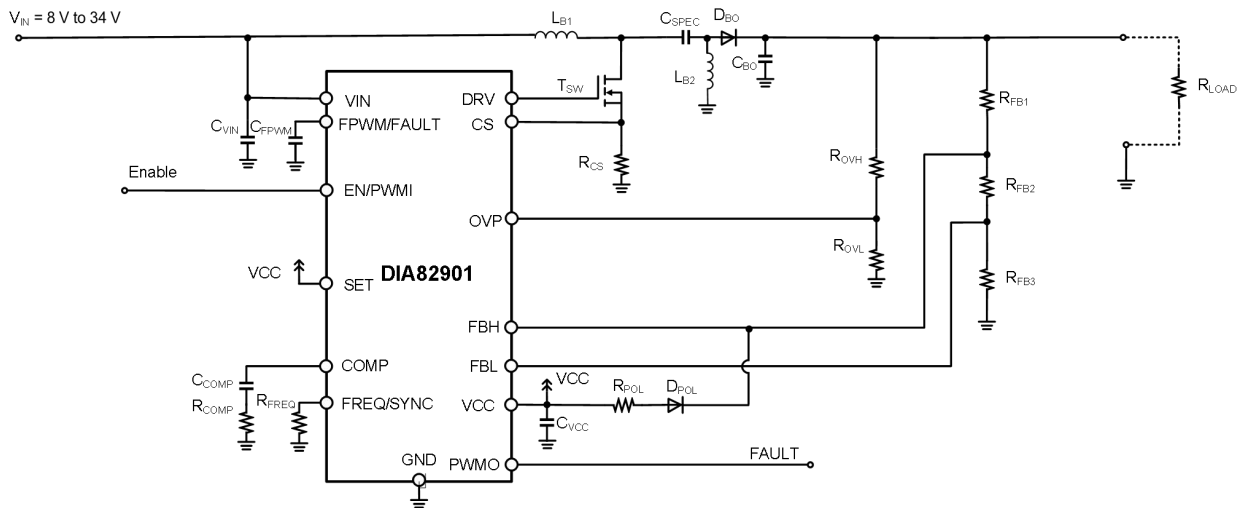 V_IN = 8 V to 34 V
L_B1
C_SPEC
D_BO
C_BO
L_B2
T_SW
R_FB1
R_LOAD
VIN
DRV
C_VIN
C_FPWM
FPWM/FAULT
CS
R_CS
R_OVH
R_FB2
Enable
EN/PWMI
OVP
R_OVL
VCC
SET
DIA82901
R_FB3
FBH
COMP
FBL
C_COMP
R_COMP
R_FREQ
FREQ/SYNC
VCC
VCC
R_POL
D_POL
C_VCC
GND
PWMO
FAULT